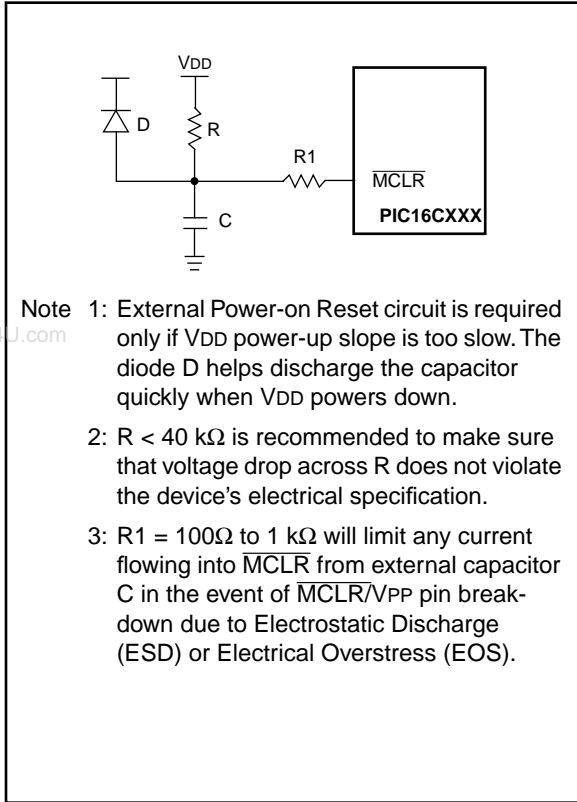 VDD
D
R
R1
MCLR
PIC16CXXX
C
Note 1: External Power-on Reset circuit is required
only if VDD power-up slope is too slow. The
diode D helps discharge the capacitor
quickly when VDD powers down.
2: R < 40 kΩ is recommended to make sure
that voltage drop across R does not violate
the device's electrical specification.
3: R1 = 100Ω to 1 kΩ will limit any current
flowing into MCLR from external capacitor
C in the event of MCLR/VPP pin break-
down due to Electrostatic Discharge
(ESD) or Electrical Overstress (EOS).
U.com